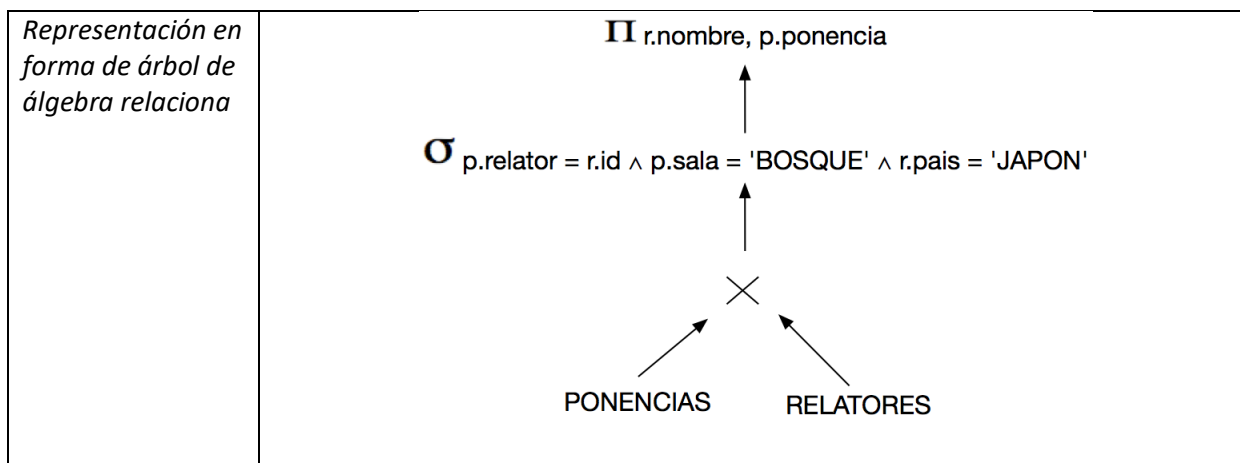 Representación en
forma de árbol de
álgebra relaciona
Π r.nombre, p.ponencia
σ p.relator = r.id ∧ p.sala = 'BOSQUE' ∧ r.pais = 'JAPON'
×
PONENCIAS RELATORES